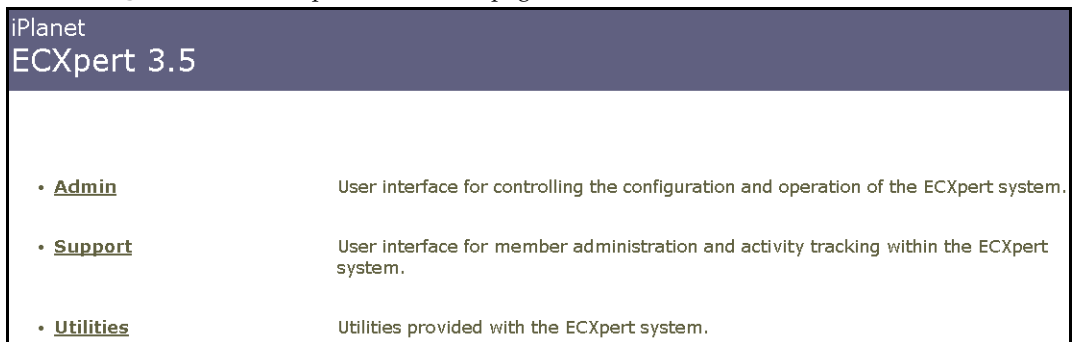 iPlanet
ECXpert 3.5
• Admin User interface for controlling the configuration and operation of the ECXpert system.
• Support User interface for member administration and activity tracking within the ECXpert
system.
• Utilities Utilities provided with the ECXpert system.